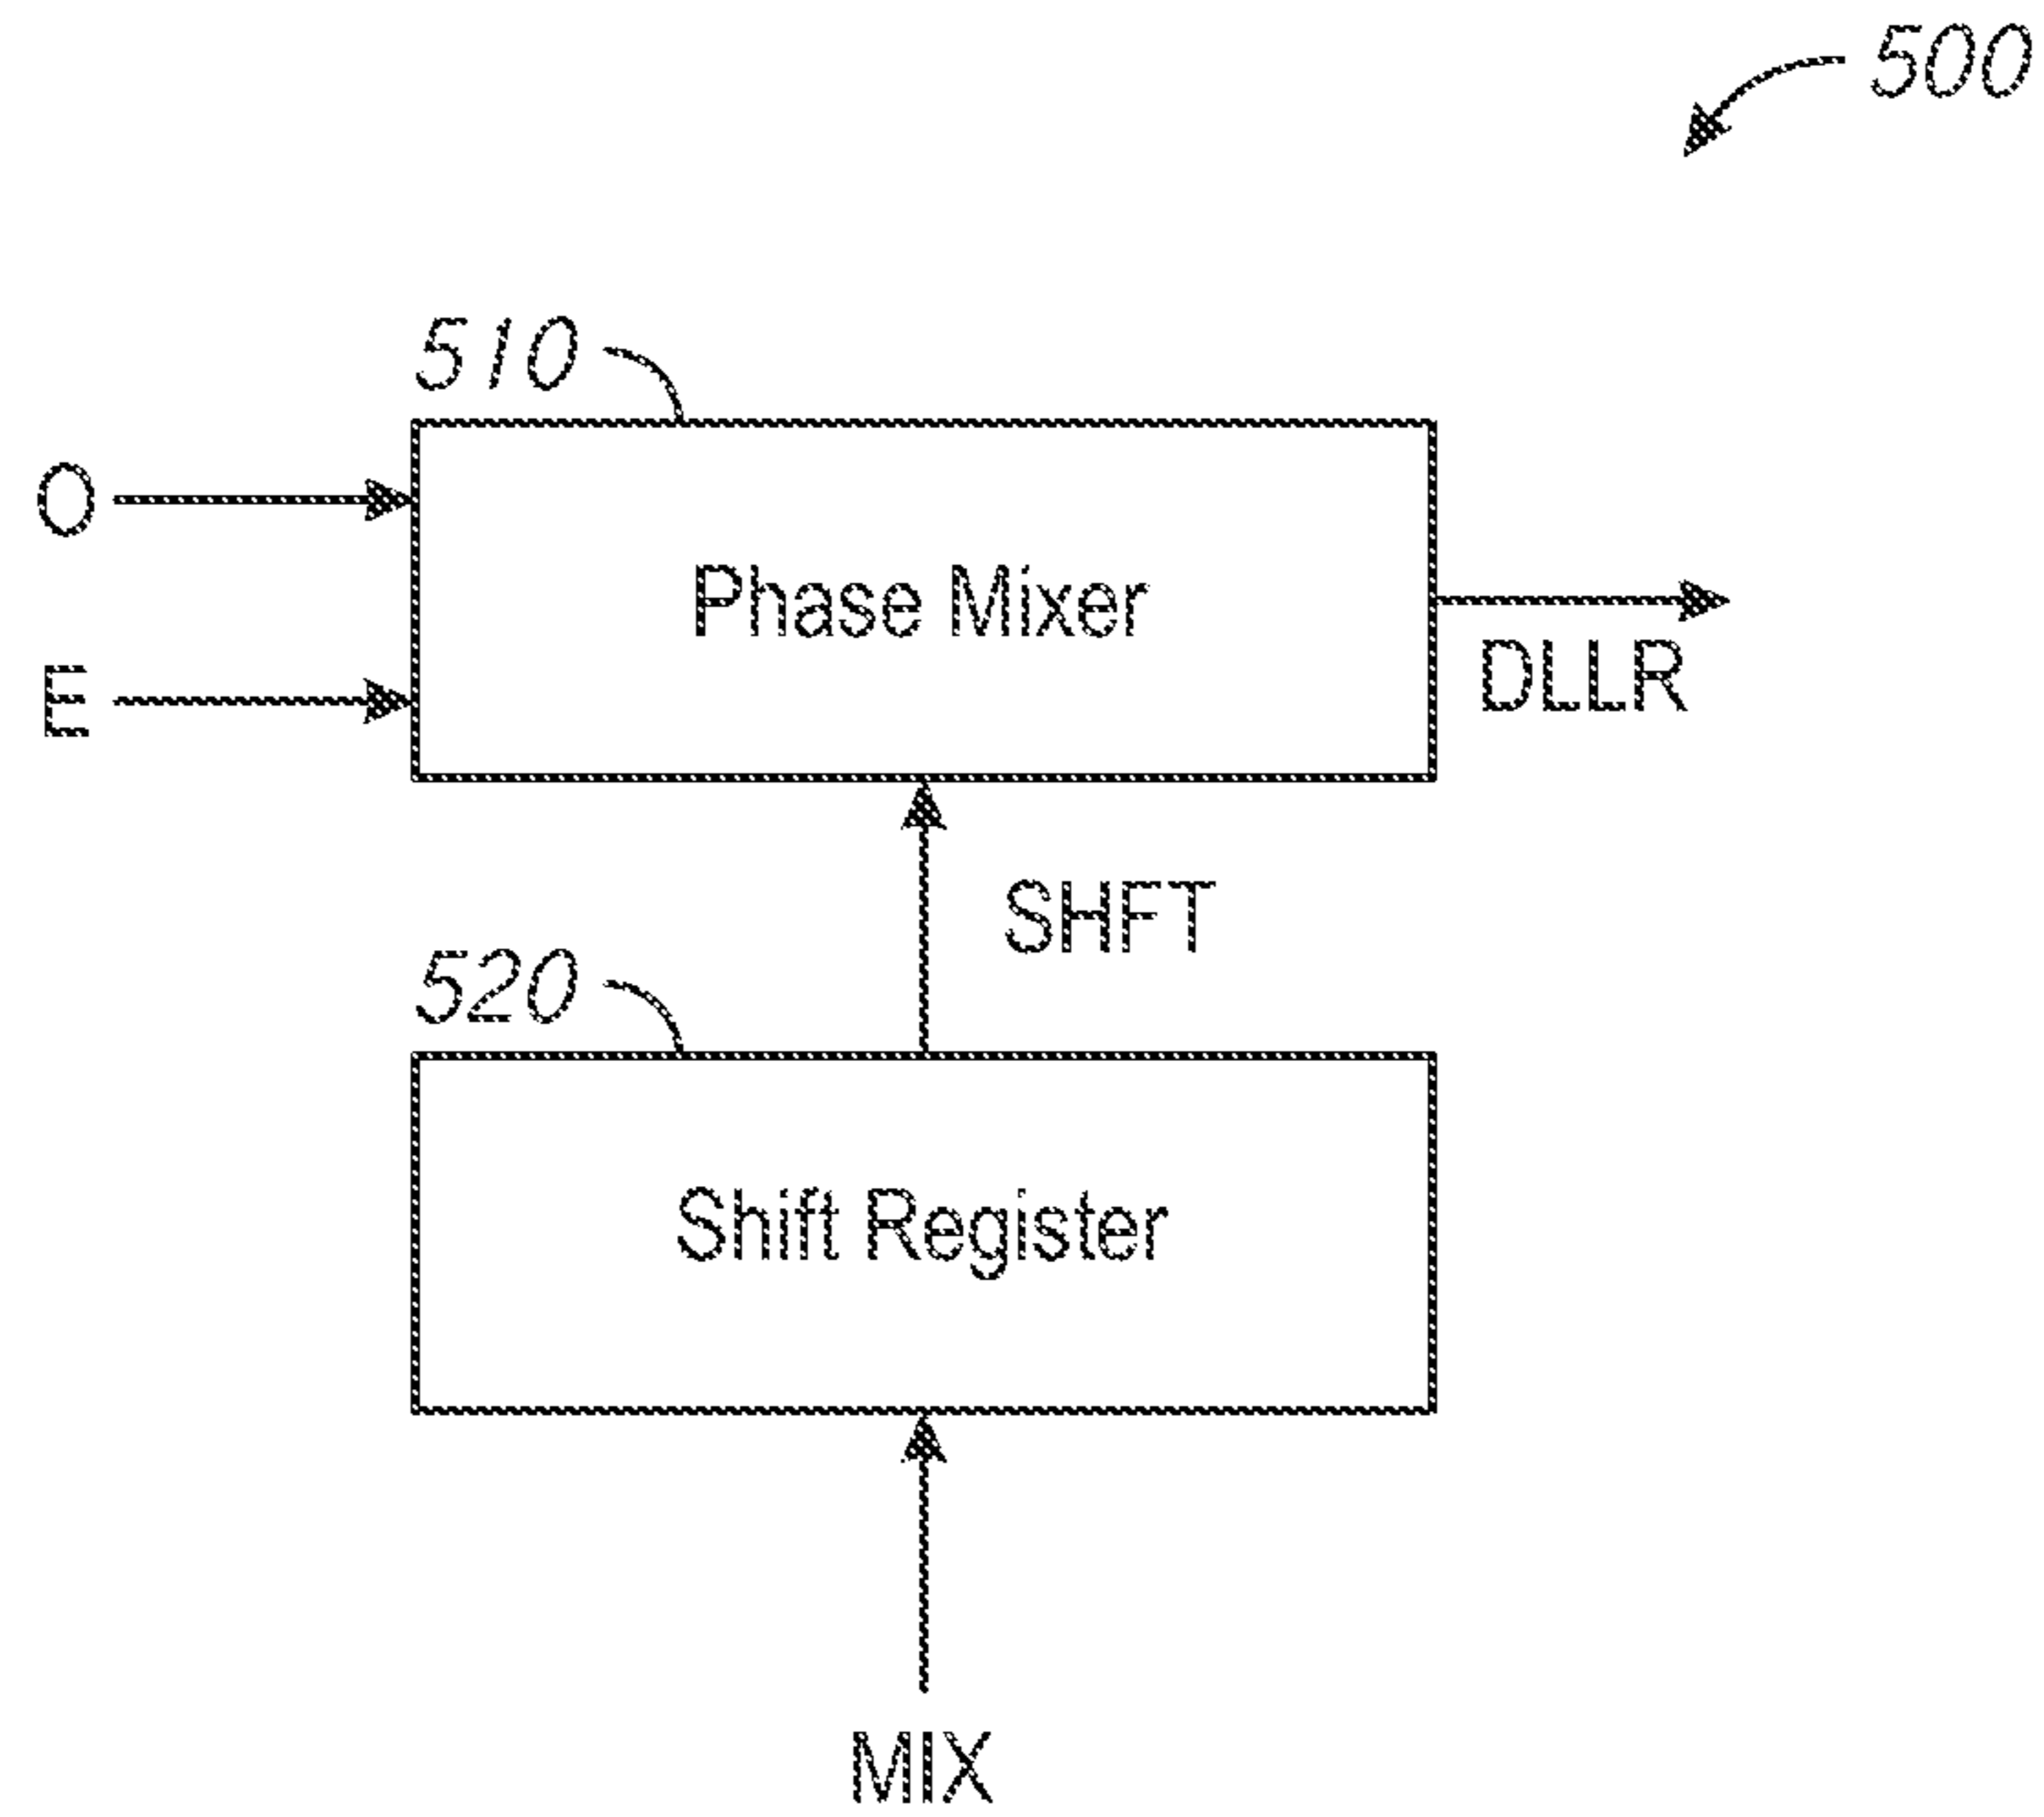 500
510
O
Phase Mixer
E
DLLR
SHFT
520
Shift Register
MIX